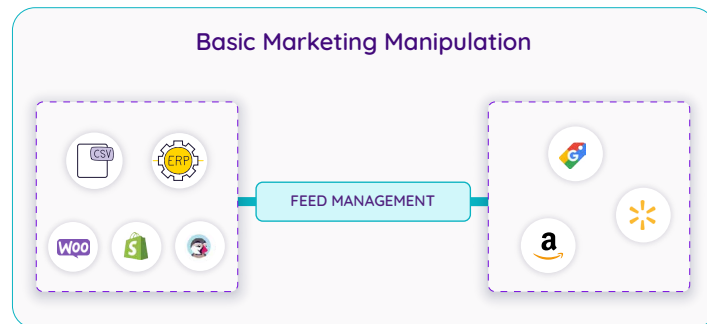 Basic Marketing Manipulation
CSV
ERP
FEED MANAGEMENT
G
Woo
S
a